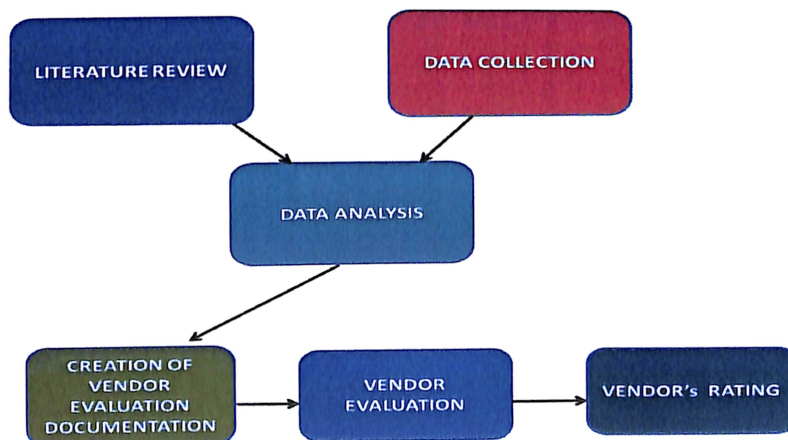 LITERATURE REVIEW
DATA COLLECTION
DATA ANALYSIS
CREATION OF
VENDOR
EVALUATION
DOCUMENTATION
VENDOR
EVALUATION
VENDOR's RATING